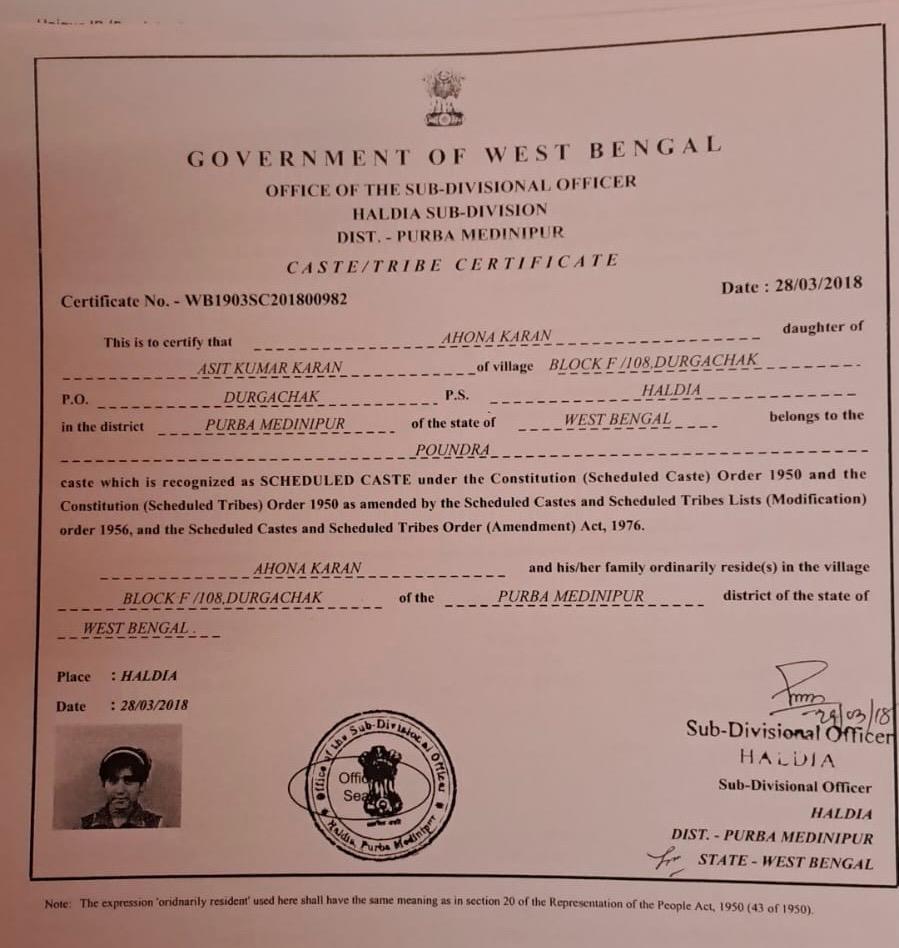 GOVERNMENT OF WEST BENGAL
OFFICE OF THE SUB-DIVISIONAL OFFICER
HALDIA SUB-DIVISION
DIST. - PURBA MEDINIPUR
CASTE/TRIBE CERTIFICATE
Certificate No. - WB1903SC201800982 Date : 28/03/2018
This is to certify that AHONA KARAN daughter of
ASIT KUMAR KARAN of village BLOCK F /108,DURGACHAK
P.O. DURGACHAK P.S. HALDIA
in the district PURBA MEDINIPUR of the state of WEST BENGAL belongs to the
POUNDRA
caste which is recognized as SCHEDULED CASTE under the Constitution (Scheduled Caste) Order 1950 and the
Constitution (Scheduled Tribes) Order 1950 as amended by the Scheduled Castes and Scheduled Tribes Lists (Modification)
order 1956, and the Scheduled Castes and Scheduled Tribes Order (Amendment) Act, 1976.
AHONA KARAN and his/her family ordinarily reside(s) in the village
BLOCK F /108,DURGACHAK of the PURBA MEDINIPUR district of the state of
WEST BENGAL .
Place : HALDIA
Date : 28/03/2018
Office of the Sub-Divisional Officer
Haldia, Purba Medinipur
29/03/18
Sub-Divisional Officer
HALDIA
Sub-Divisional Officer
HALDIA
DIST. - PURBA MEDINIPUR
for STATE - WEST BENGAL
Note: The expression 'oridnarily resident' used here shall have the same meaning as in section 20 of the Representation of the People Act, 1950 (43 of 1950).